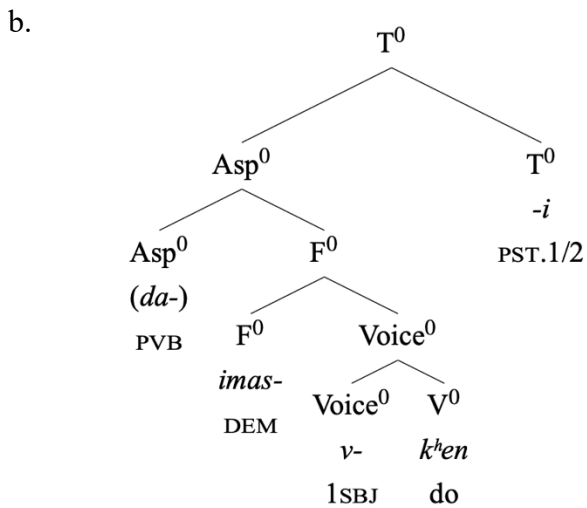 b.
T⁰
Asp⁰ T⁰
-i
Asp⁰ F⁰ PST.1/2
(da-)
PVB F⁰ Voice⁰
imas-
DEM Voice⁰ V⁰
v- kʰen
1SBJ do